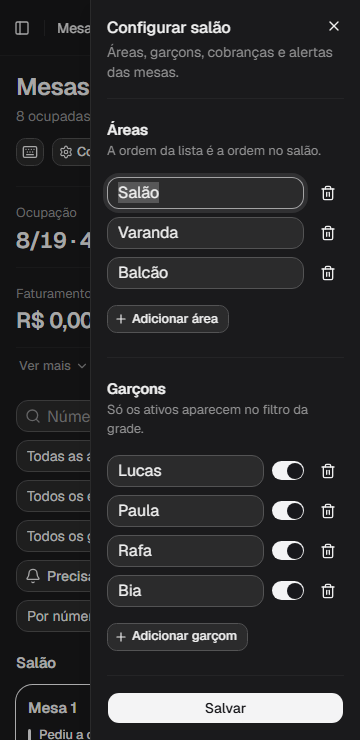 Mesas
Configurar salão
Áreas, garçons, cobranças e alertas
das mesas.
Mesas
8 ocupadas
Co
Áreas
A ordem da lista é a ordem no salão.
Salão
Varanda
Balcão
Adicionar área
Ocupação
8/19 · 4
Faturamento
R$ 0,00
Ver mais
Garçons
Só os ativos aparecem no filtro da
grade.
Lucas
Paula
Rafa
Bia
Adicionar garçom
Núme
Todas as á
Todos os e
Todos os g
Precisa
Por númer
Salão
Mesa 1
Pediu a c
Salvar